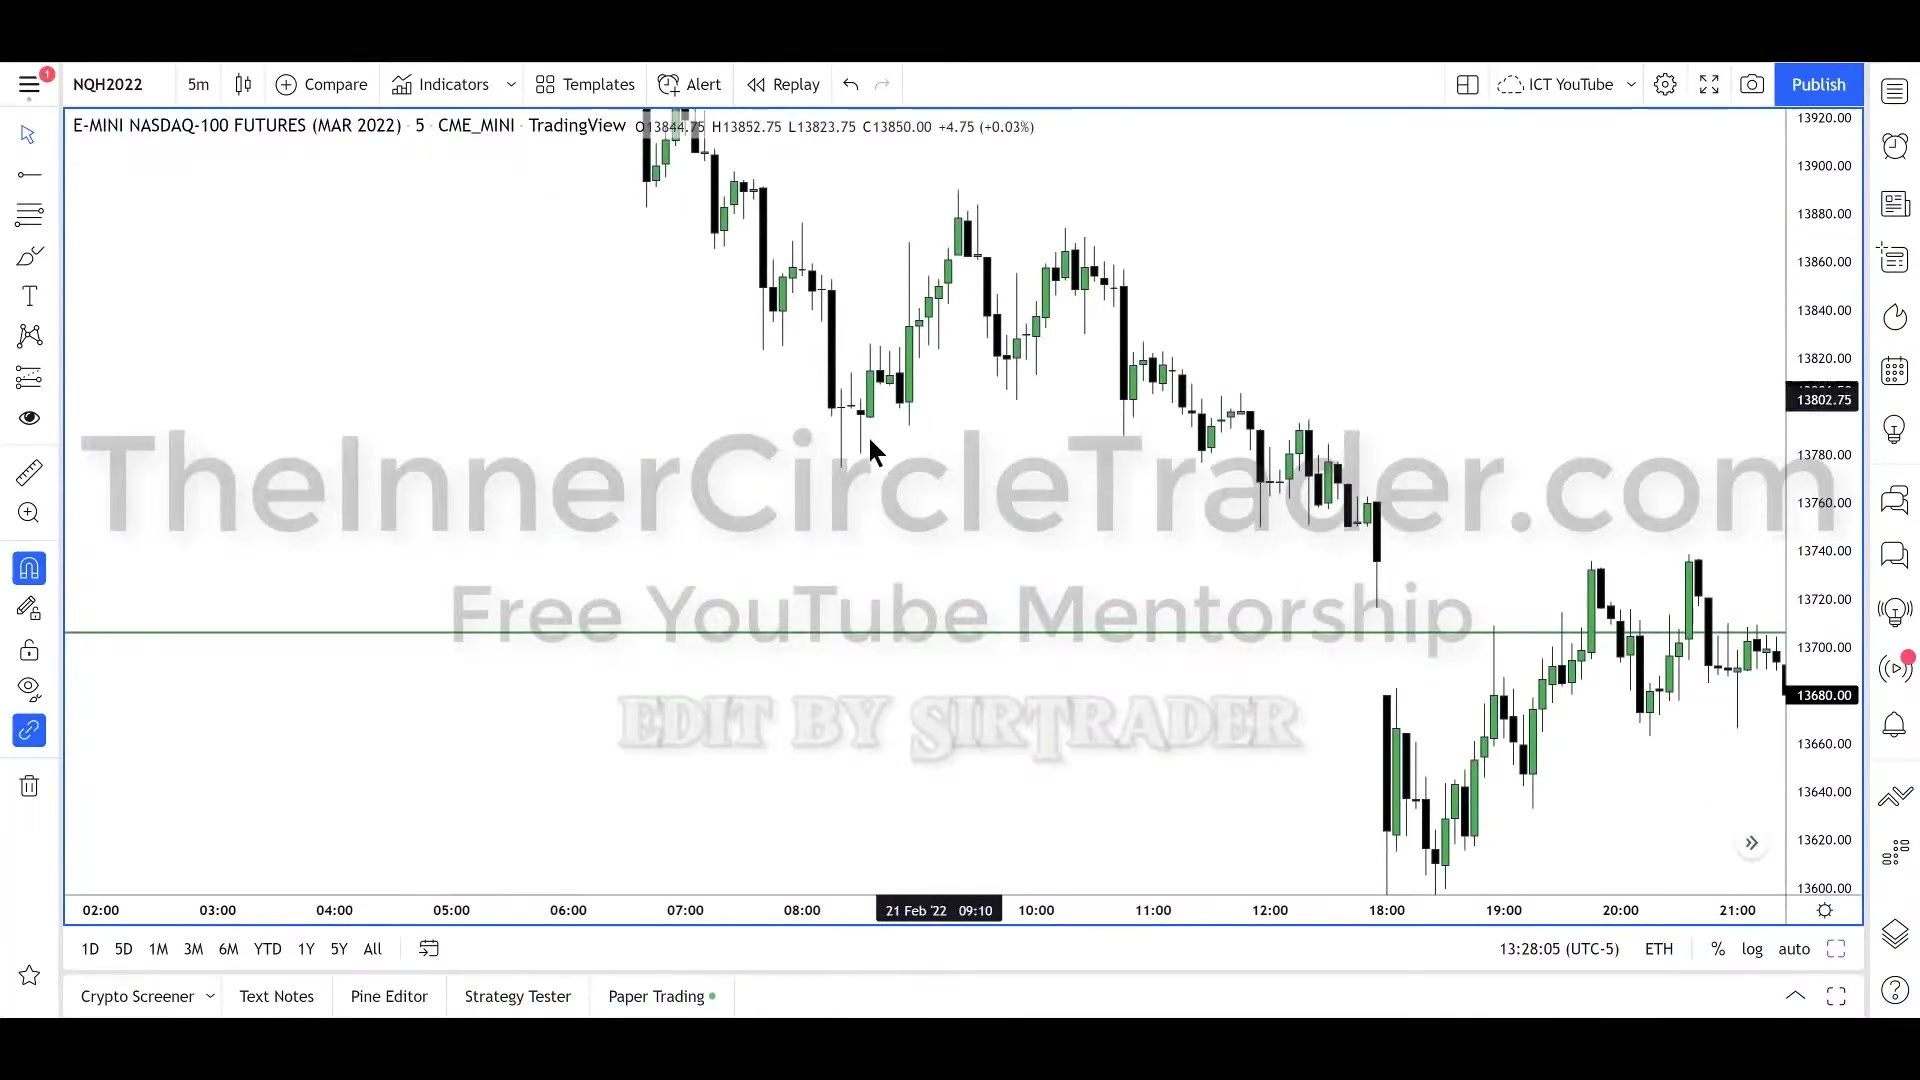 1
NQH2022 5m Compare Indicators Templates Alert Replay ICT YouTube Publish
E-MINI NASDAQ-100 FUTURES (MAR 2022) · 5 · CME_MINI · TradingView O13844.75 H13852.75 L13823.75 C13850.00 +4.75 (+0.03%)
13920.00
13900.00
13880.00
13860.00
13840.00
13820.00
13802.75
13780.00
13760.00
13740.00
13720.00
13700.00
13680.00
13660.00
13640.00
13620.00
13600.00
TheInnerCircleTrader.com
Free YouTube Mentorship
EDIT BY SIRTRADER
02:00 03:00 04:00 05:00 06:00 07:00 08:00 21 Feb '22 09:10 10:00 11:00 12:00 18:00 19:00 20:00 21:00
1D 5D 1M 3M 6M YTD 1Y 5Y All 13:28:05 (UTC-5) ETH % log auto
Crypto Screener Text Notes Pine Editor Strategy Tester Paper Trading